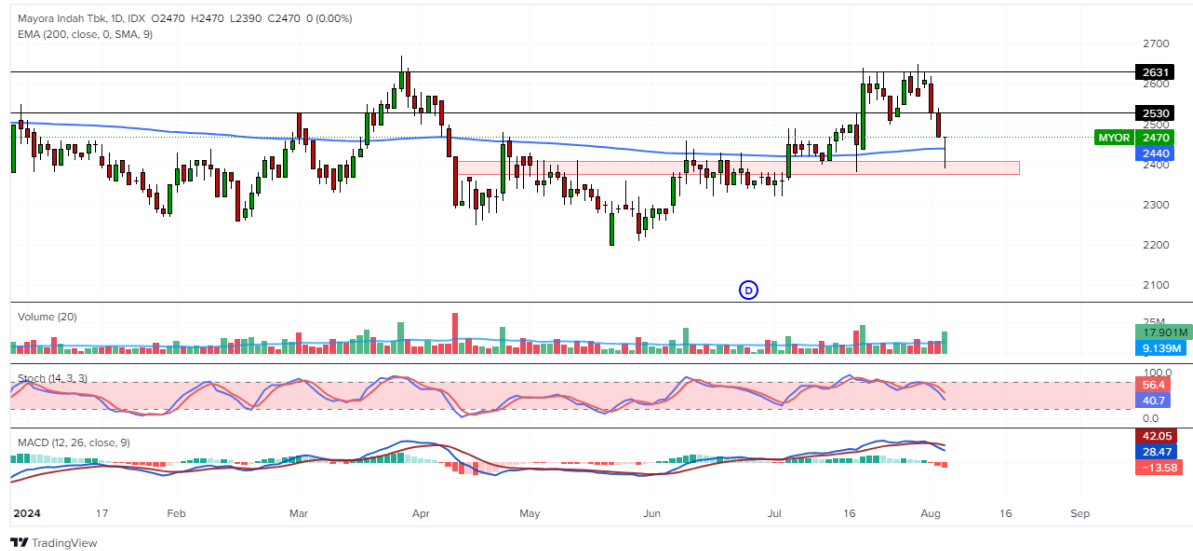 Mayora Indah Tbk, 1D, IDX O2470 H2470 L2390 C2470 0 (0.00%)
EMA (200, close, 0, SMA, 9)
2700
2631
2600
2530
2500
MYOR 2470
2440
2400
2300
2200
2100
D
Volume (20)
25M
17.901M
9.139M
Stoch (14, 3, 3)
100.0
56.4
40.7
0.0
MACD (12, 26, close, 9)
42.05
28.47
−13.58
2024 17 Feb Mar Apr May Jun Jul 16 Aug 16 Sep
TradingView